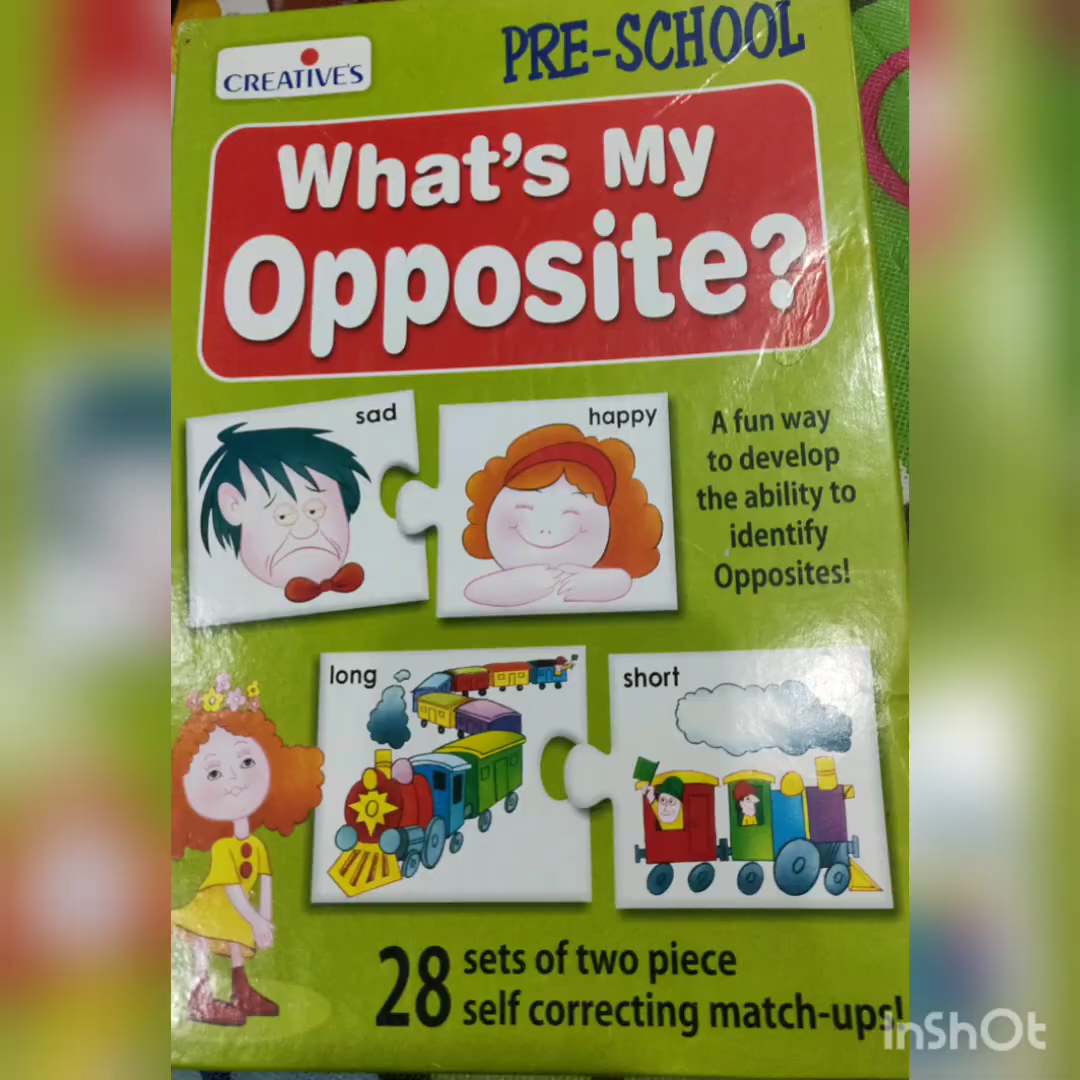 CREATIVE'S
PRE-SCHOOL
What's My
Opposite?
sad
happy
A fun way
to develop
the ability to
identify
Opposites!
long
short
28 sets of two piece
self correcting match-ups!
InShOt